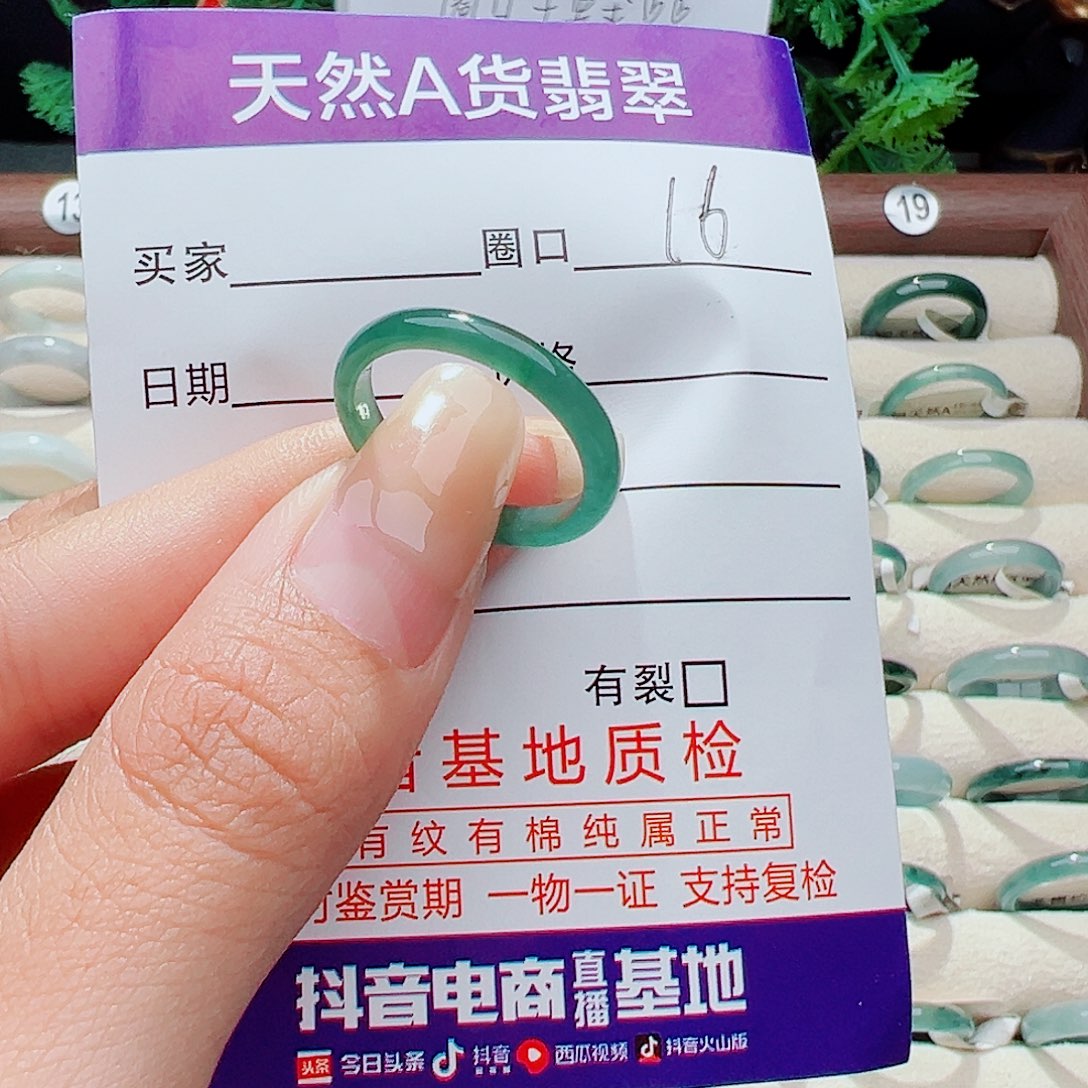 天然A货翡翠
13
19
买家 圈口 16
日期
有裂
基地质检
有纹有棉纯属正常
鉴赏期 一物一证 支持复检
抖音电商直播基地
头条 今日头条 抖音 西瓜视频 抖音火山版